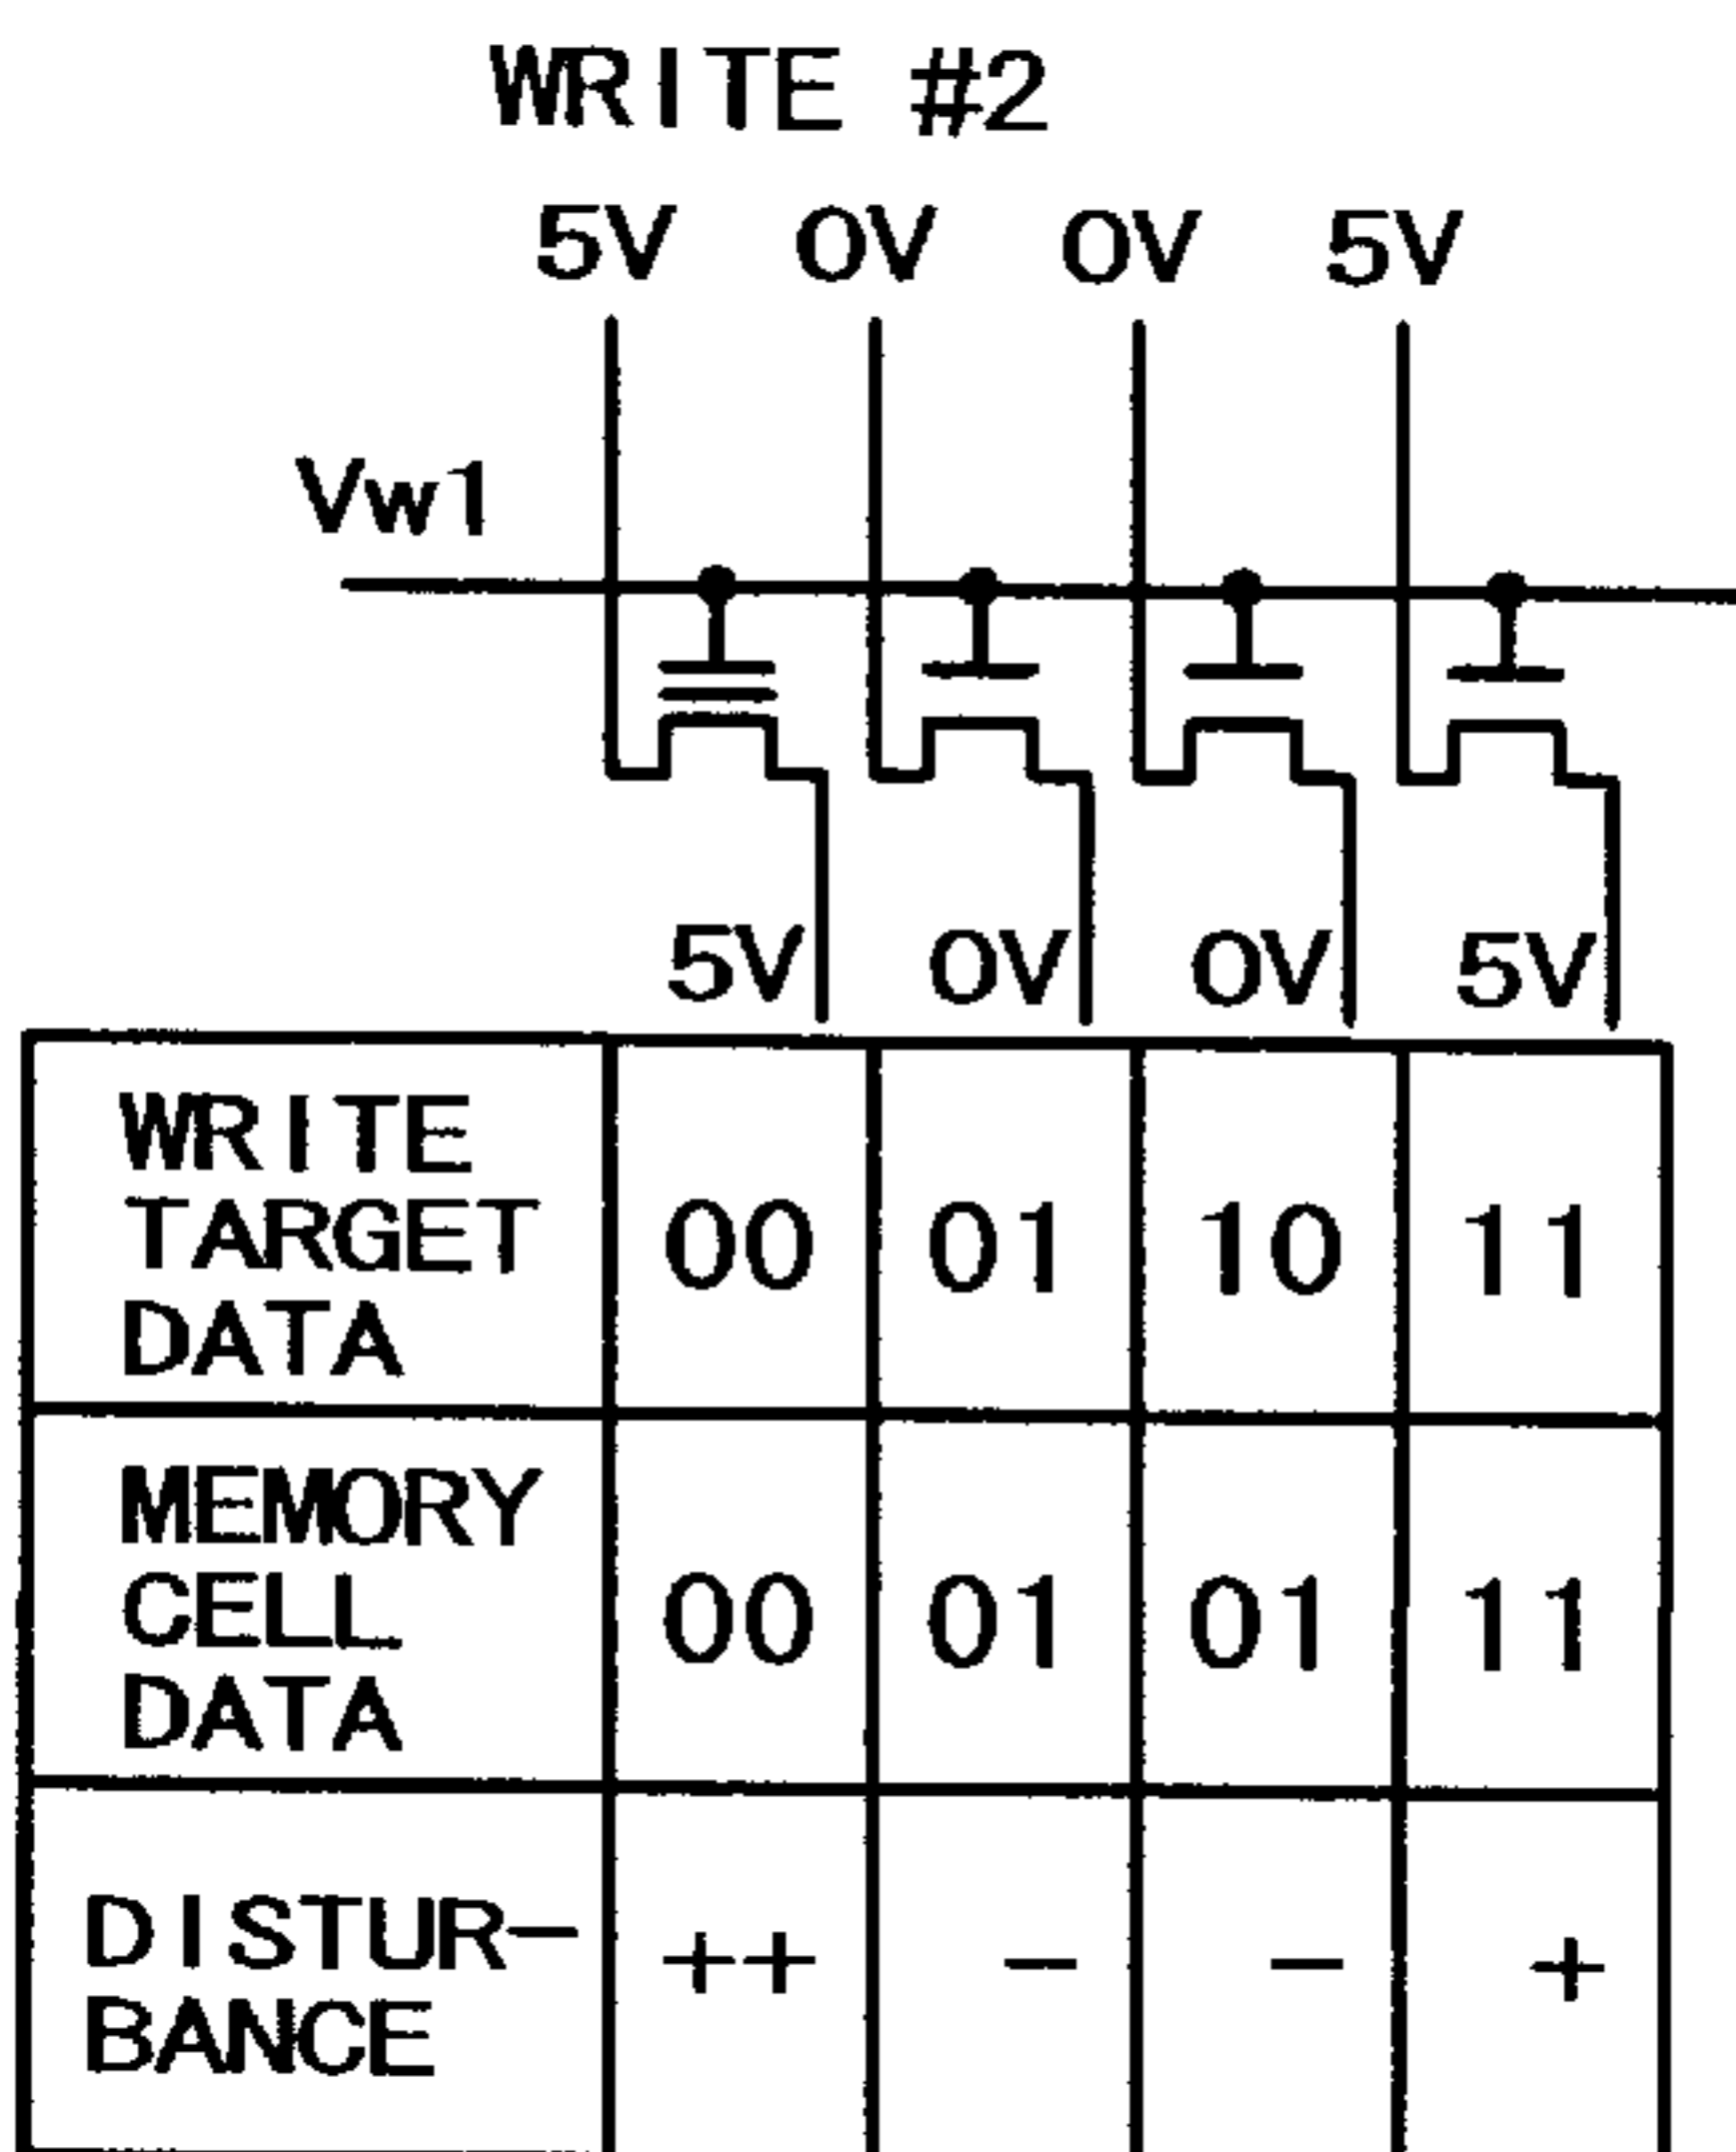 WRITE #2
5V 0V 0V 5V
Vw1
5V 0V 0V 5V
WRITE
TARGET
DATA
00 01 10 11
MEMORY
CELL
DATA
00 01 01 11
DISTUR-
BANCE
++ - - +